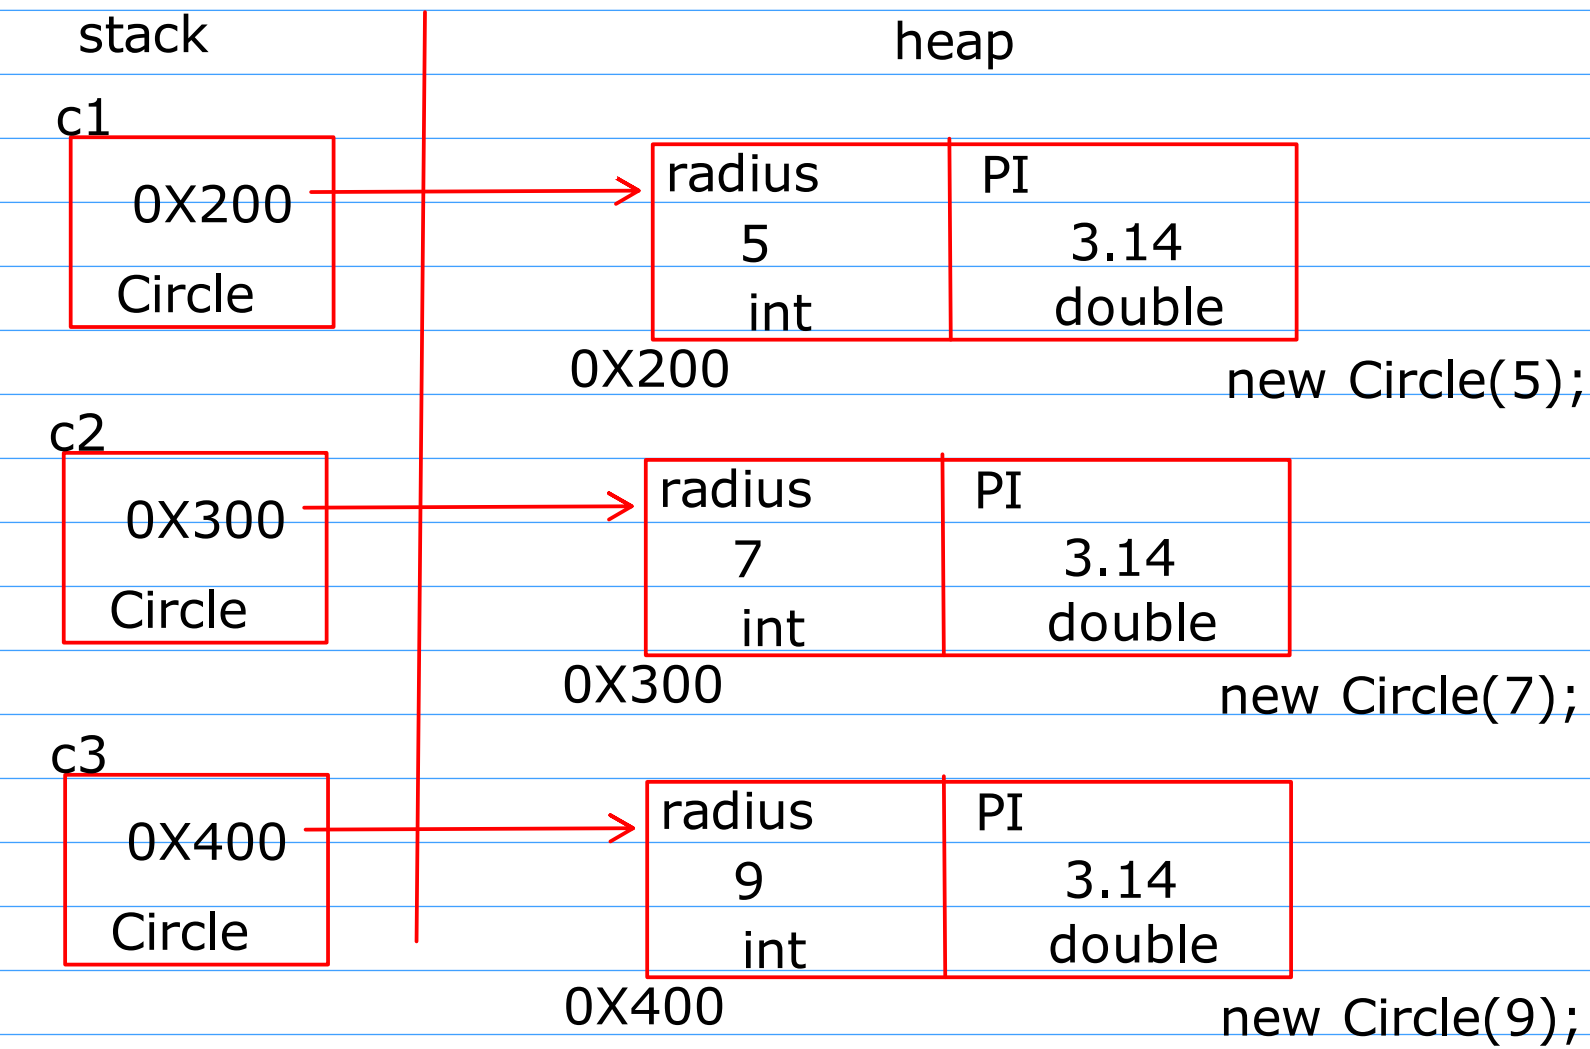 stack
heap
c1
0X200
Circle
radius
PI
5
3.14
int
double
0X200
new Circle(5);
c2
0X300
Circle
radius
PI
7
3.14
int
double
0X300
new Circle(7);
c3
0X400
Circle
radius
PI
9
3.14
int
double
0X400
new Circle(9);